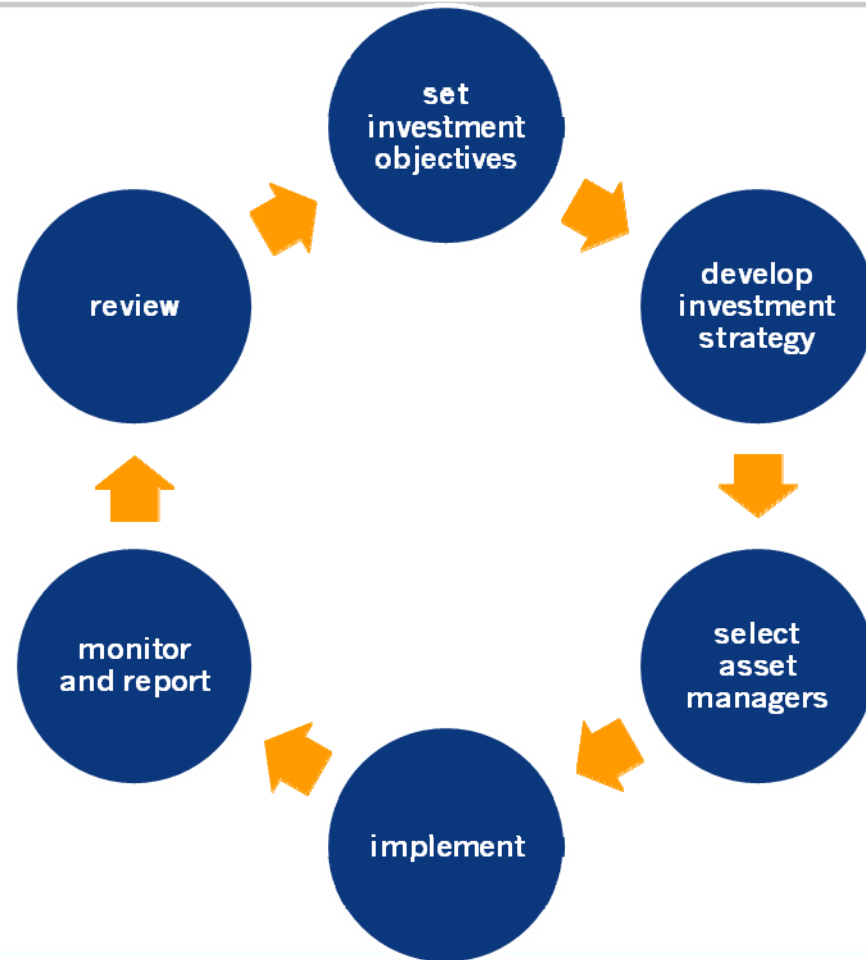 set
investment
objectives
develop
investment
strategy
select
asset
managers
implement
monitor
and report
review